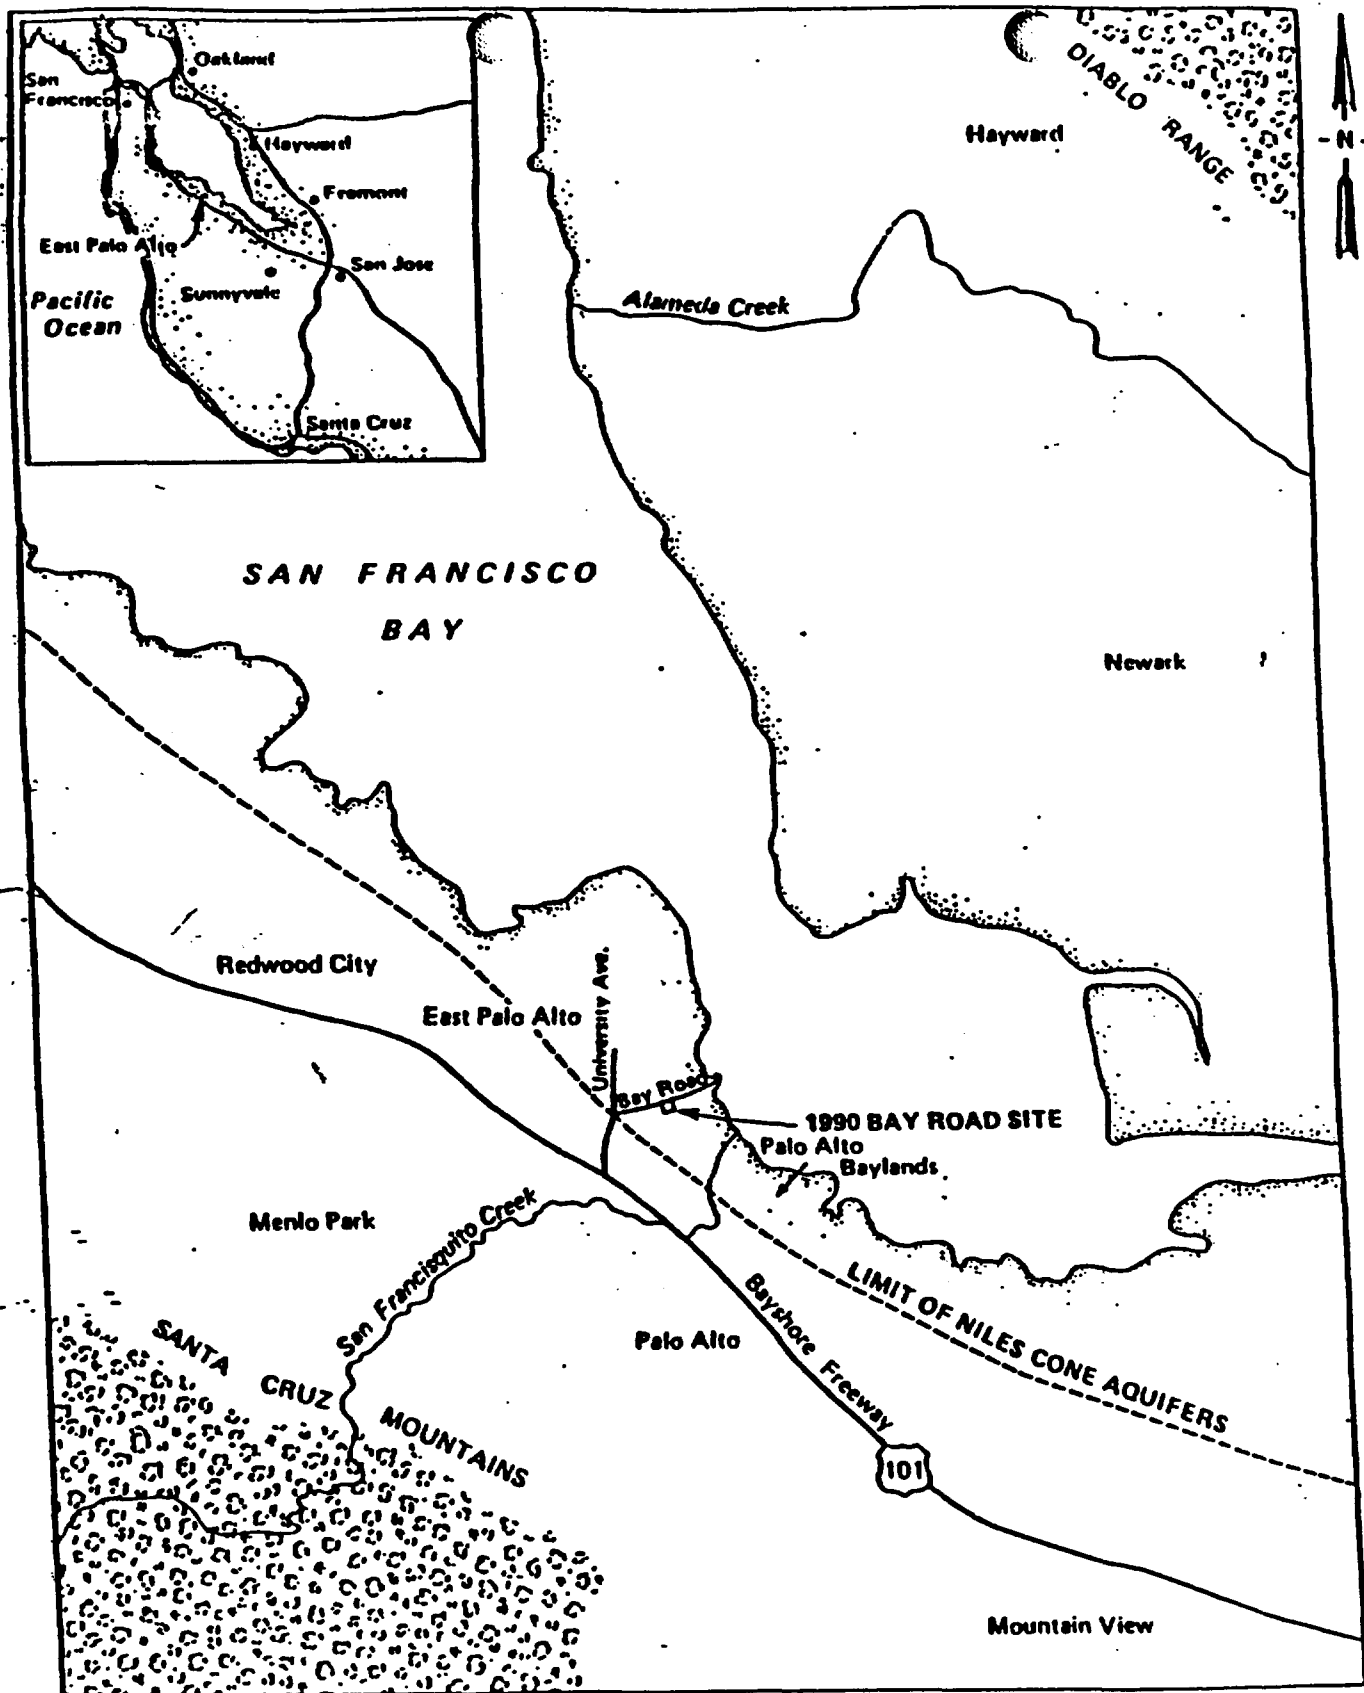 Oakland
San
Francisco
Hayward
Fremont
East Palo Alto
San Jose
Sunnyvale
Pacific
Ocean
Santa Cruz
DIABLO RANGE
Hayward
N
Alameda Creek
SAN FRANCISCO
BAY
Newark
Redwood City
East Palo Alto
University Ave.
Bay Road
1990 BAY ROAD SITE
Palo Alto
Baylands
Menlo Park
San Francisquito Creek
SANTA CRUZ MOUNTAINS
Palo Alto
Bayshore Freeway
LIMIT OF NILES CONE AQUIFERS
101
Mountain View